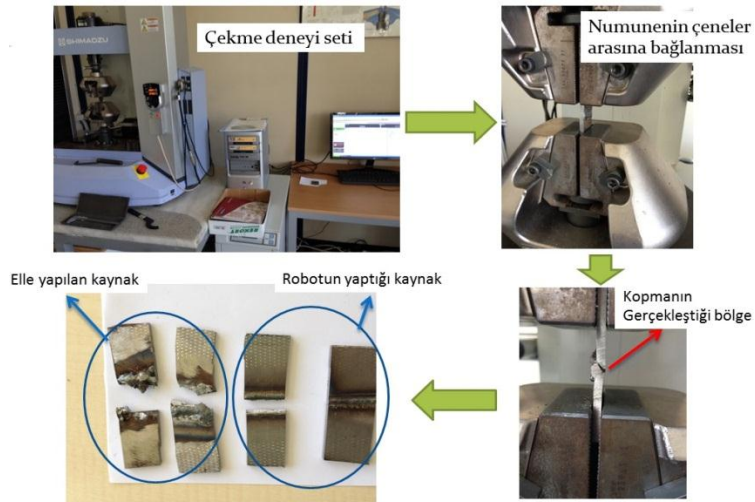 SHIMADZU
Çekme deneyi seti
Numunenin çeneler
arasına bağlanması
Elle yapılan kaynak
Robotun yaptığı kaynak
Kopmanın
Gerçekleştiği bölge